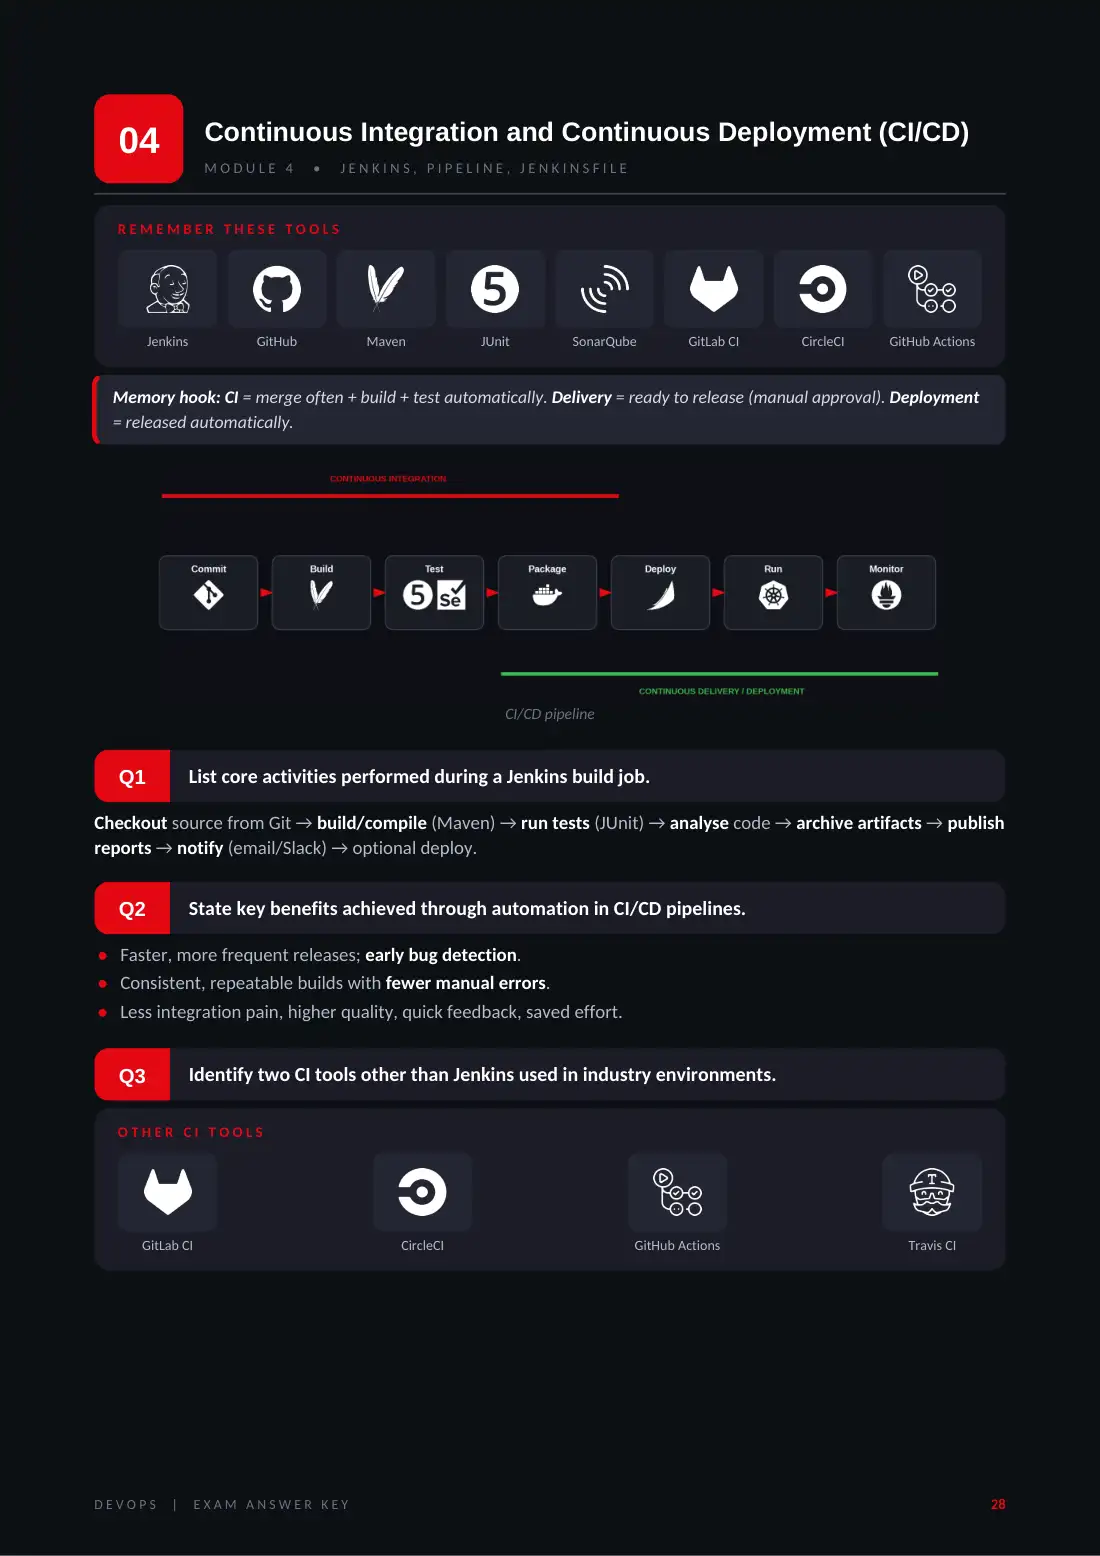 04
Continuous Integration and Continuous Deployment (CI/CD)
MODULE 4 • JENKINS, PIPELINE, JENKINSFILE
REMEMBER THESE TOOLS
5
Jenkins GitHub Maven JUnit SonarQube GitLab CI CircleCI GitHub Actions
Memory hook: CI = merge often + build + test automatically. Delivery = ready to release (manual approval). Deployment
= released automatically.
CONTINUOUS INTEGRATION
Commit Build Test Package Deploy Run Monitor
5 Se
CONTINUOUS DELIVERY / DEPLOYMENT
CI/CD pipeline
Q1 List core activities performed during a Jenkins build job.
Checkout source from Git → build/compile (Maven) → run tests (JUnit) → analyse code → archive artifacts → publish
reports → notify (email/Slack) → optional deploy.
Q2 State key benefits achieved through automation in CI/CD pipelines.
• Faster, more frequent releases; early bug detection.
• Consistent, repeatable builds with fewer manual errors.
• Less integration pain, higher quality, quick feedback, saved effort.
Q3 Identify two CI tools other than Jenkins used in industry environments.
OTHER CI TOOLS
T
GitLab CI CircleCI GitHub Actions Travis CI
DEVOPS | EXAM ANSWER KEY 28